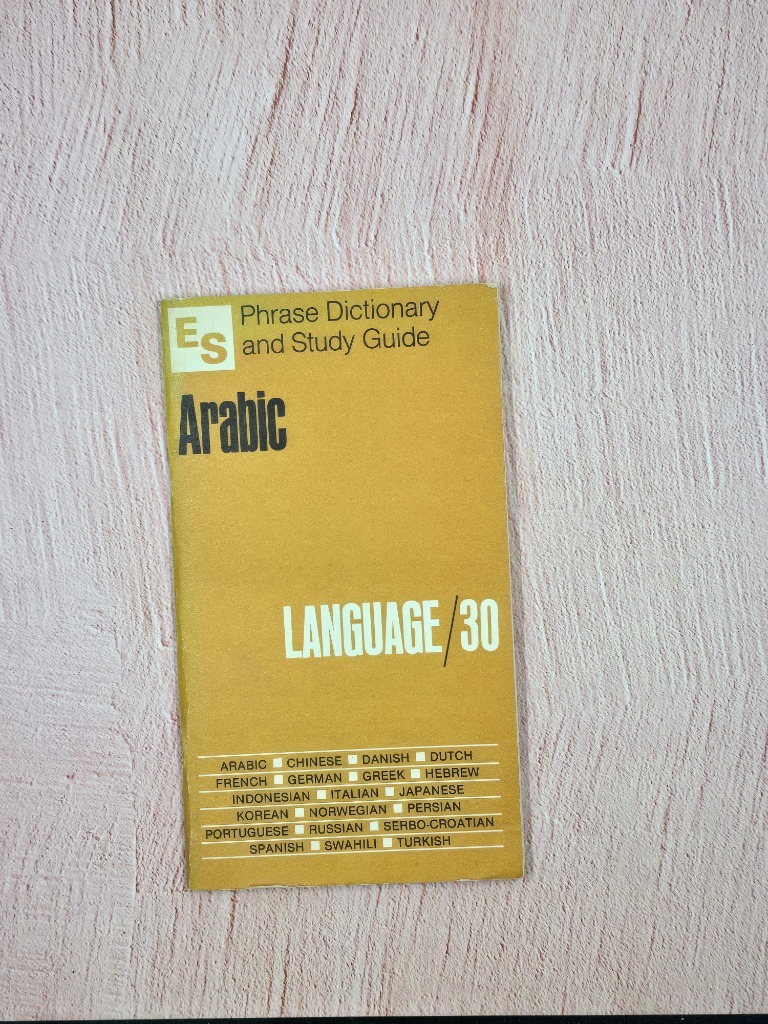 ES
Phrase Dictionary
and Study Guide
Arabic
LANGUAGE/30
ARABIC ■ CHINESE ■ DANISH ■ DUTCH
FRENCH ■ GERMAN ■ GREEK ■ HEBREW
INDONESIAN ■ ITALIAN ■ JAPANESE
KOREAN ■ NORWEGIAN ■ PERSIAN
PORTUGUESE ■ RUSSIAN ■ SERBO-CROATIAN
SPANISH ■ SWAHILI ■ TURKISH